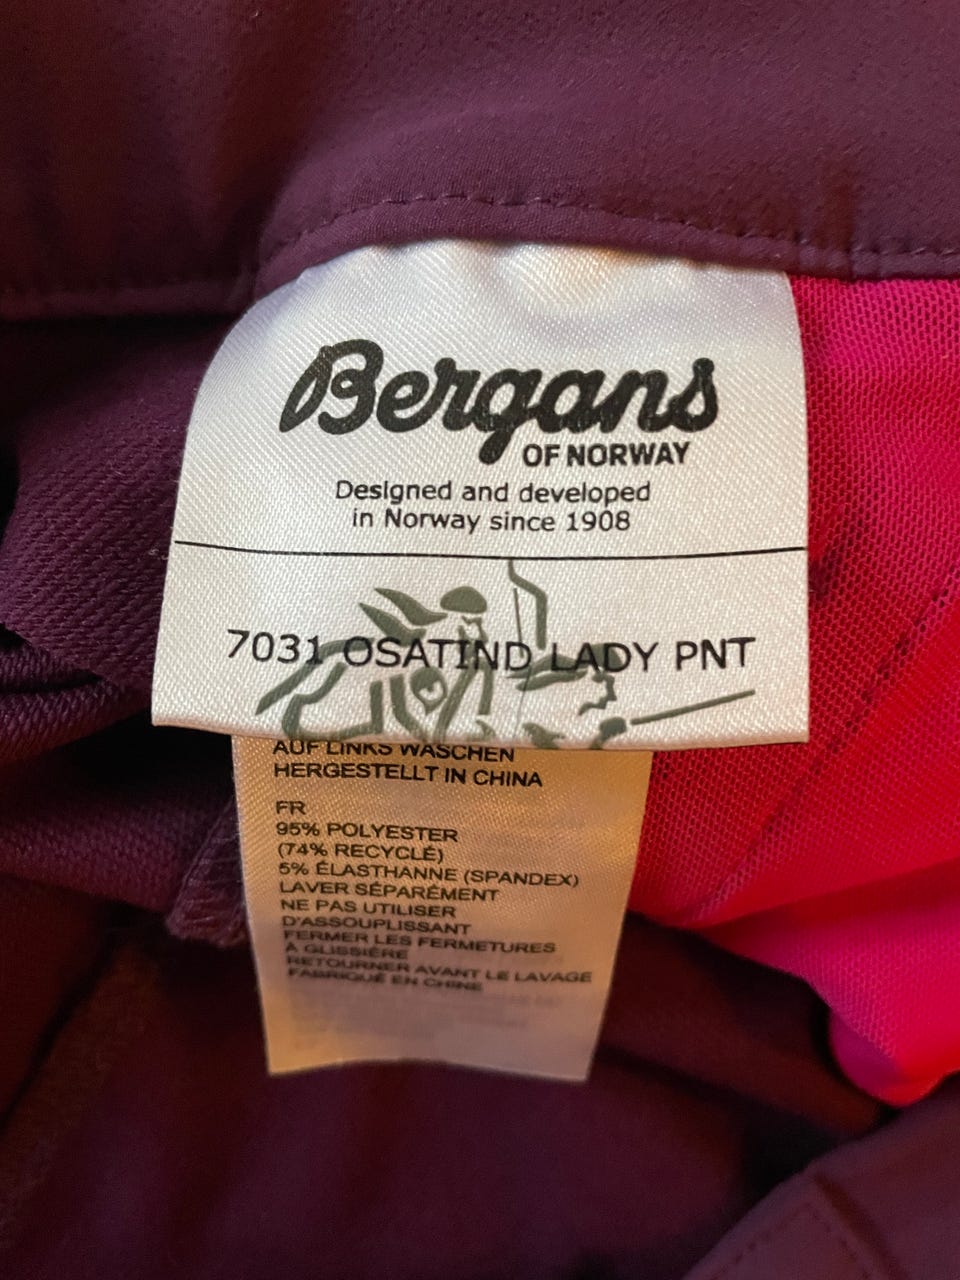 Bergans
OF NORWAY
Designed and developed
in Norway since 1908
7031 OSATIND LADY PNT
AUF LINKS WASCHEN
HERGESTELLT IN CHINA
FR
95% POLYESTER
(74% RECYCLÉ)
5% ÉLASTHANNE (SPANDEX)
LAVER SÉPARÉMENT
NE PAS UTILISER
D'ASSOUPLISSANT
FERMER LES FERMETURES
À GLISSIÈRE
RETOURNER AVANT LE LAVAGE
FABRIQUÉ EN CHINE